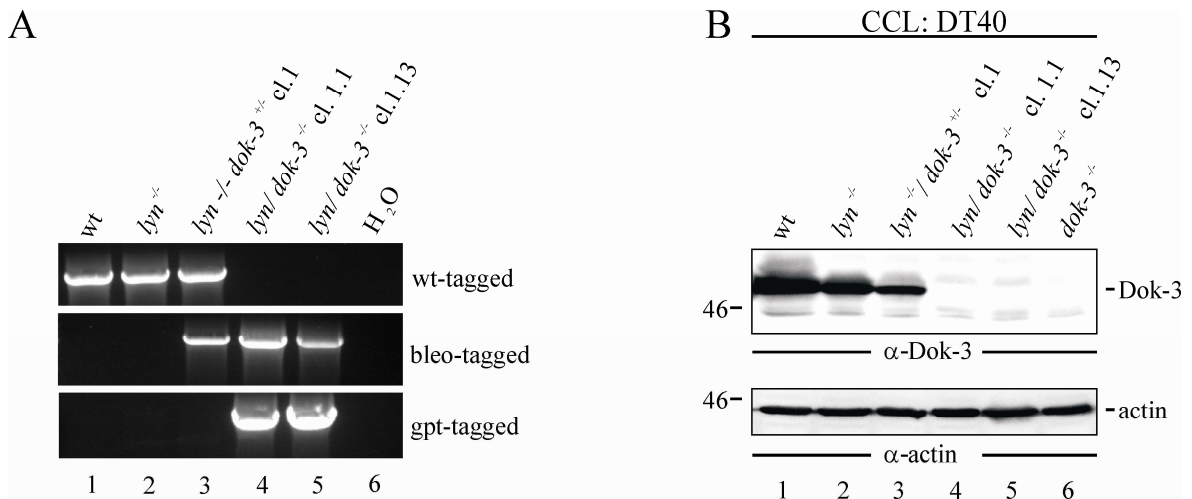 A
wt
lyn -/-
lyn -/- dok-3 +/- cl.1
lyn/ dok-3 -/- cl. 1.1
lyn/ dok-3 -/- cl.1.13
H2O
wt-tagged
bleo-tagged
gpt-tagged
1 2 3 4 5 6
B
CCL: DT40
wt
lyn -/-
lyn -/- / dok-3 +/- cl.1
lyn/ dok-3 -/- cl. 1.1
lyn/ dok-3 -/- cl.1.13
dok-3 -/-
46
Dok-3
α-Dok-3
46
actin
α-actin
1 2 3 4 5 6